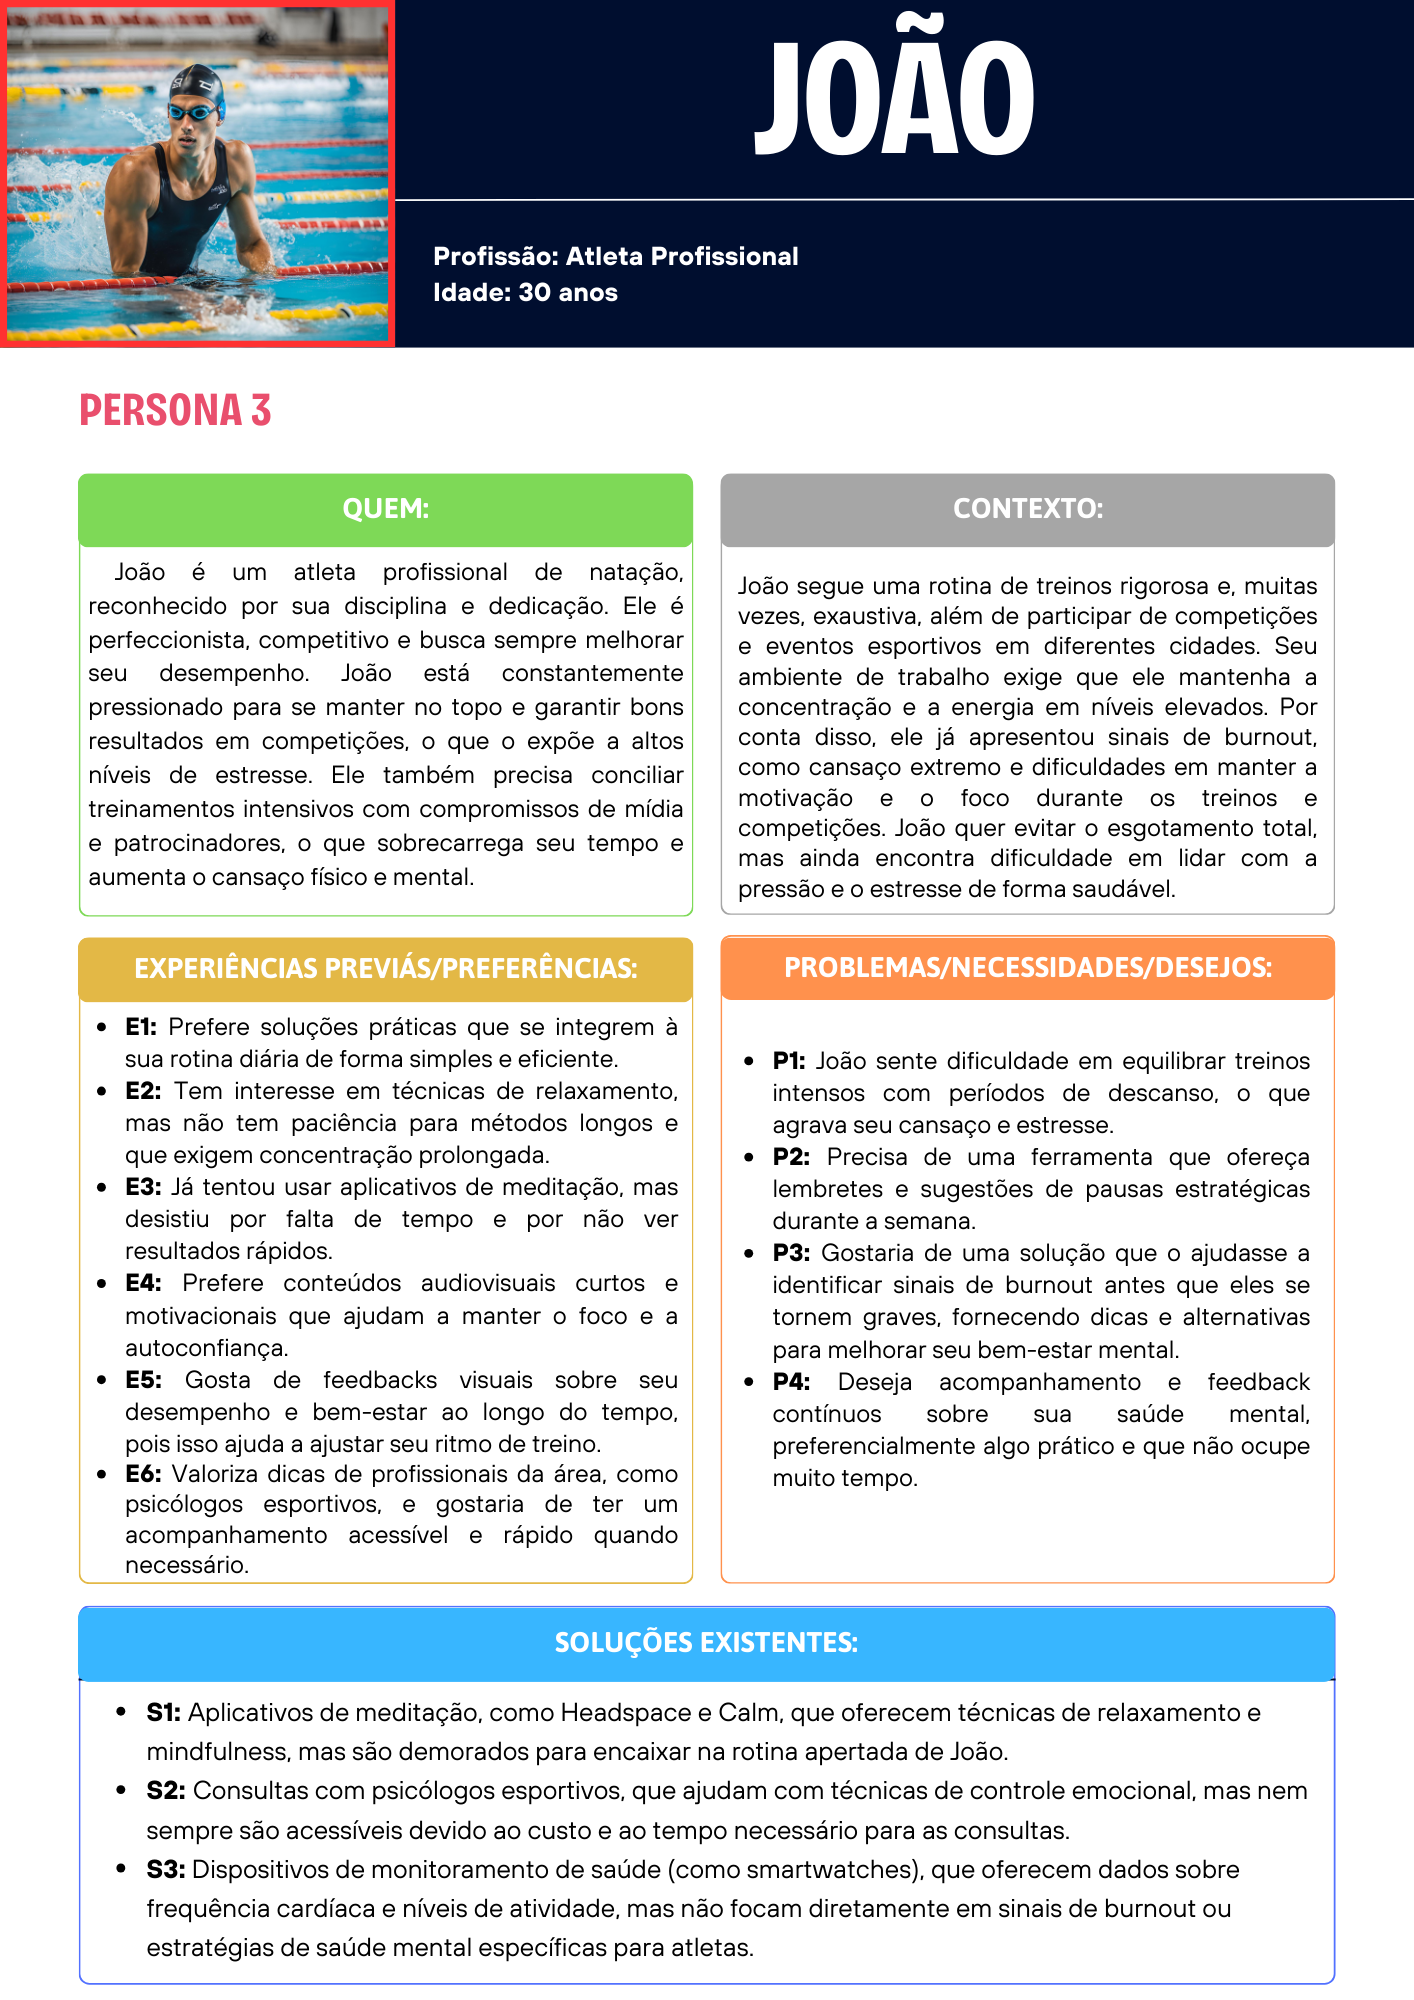 JOÃO
Profissão: Atleta Profissional
Idade: 30 anos
PERSONA 3
QUEM:
João é um atleta profissional de natação,
reconhecido por sua disciplina e dedicação. Ele é
perfeccionista, competitivo e busca sempre melhorar
seu desempenho. João está constantemente
pressionado para se manter no topo e garantir bons
resultados em competições, o que o expõe a altos
níveis de estresse. Ele também precisa conciliar
treinamentos intensivos com compromissos de mídia
e patrocinadores, o que sobrecarrega seu tempo e
aumenta o cansaço físico e mental.
CONTEXTO:
João segue uma rotina de treinos rigorosa e, muitas
vezes, exaustiva, além de participar de competições
e eventos esportivos em diferentes cidades. Seu
ambiente de trabalho exige que ele mantenha a
concentração e a energia em níveis elevados. Por
conta disso, ele já apresentou sinais de burnout,
como cansaço extremo e dificuldades em manter a
motivação e o foco durante os treinos e
competições. João quer evitar o esgotamento total,
mas ainda encontra dificuldade em lidar com a
pressão e o estresse de forma saudável.
EXPERIÊNCIAS PREVIÁS/PREFERÊNCIAS:
• E1: Prefere soluções práticas que se integrem à
sua rotina diária de forma simples e eficiente.
• E2: Tem interesse em técnicas de relaxamento,
mas não tem paciência para métodos longos e
que exigem concentração prolongada.
• E3: Já tentou usar aplicativos de meditação, mas
desistiu por falta de tempo e por não ver
resultados rápidos.
• E4: Prefere conteúdos audiovisuais curtos e
motivacionais que ajudam a manter o foco e a
autoconfiança.
• E5: Gosta de feedbacks visuais sobre seu
desempenho e bem-estar ao longo do tempo,
pois isso ajuda a ajustar seu ritmo de treino.
• E6: Valoriza dicas de profissionais da área, como
psicólogos esportivos, e gostaria de ter um
acompanhamento acessível e rápido quando
necessário.
PROBLEMAS/NECESSIDADES/DESEJOS:
• P1: João sente dificuldade em equilibrar treinos
intensos com períodos de descanso, o que
agrava seu cansaço e estresse.
• P2: Precisa de uma ferramenta que ofereça
lembretes e sugestões de pausas estratégicas
durante a semana.
• P3: Gostaria de uma solução que o ajudasse a
identificar sinais de burnout antes que eles se
tornem graves, fornecendo dicas e alternativas
para melhorar seu bem-estar mental.
• P4: Deseja acompanhamento e feedback
contínuos sobre sua saúde mental,
preferencialmente algo prático e que não ocupe
muito tempo.
SOLUÇÕES EXISTENTES:
• S1: Aplicativos de meditação, como Headspace e Calm, que oferecem técnicas de relaxamento e
mindfulness, mas são demorados para encaixar na rotina apertada de João.
• S2: Consultas com psicólogos esportivos, que ajudam com técnicas de controle emocional, mas nem
sempre são acessíveis devido ao custo e ao tempo necessário para as consultas.
• S3: Dispositivos de monitoramento de saúde (como smartwatches), que oferecem dados sobre
frequência cardíaca e níveis de atividade, mas não focam diretamente em sinais de burnout ou
estratégias de saúde mental específicas para atletas.